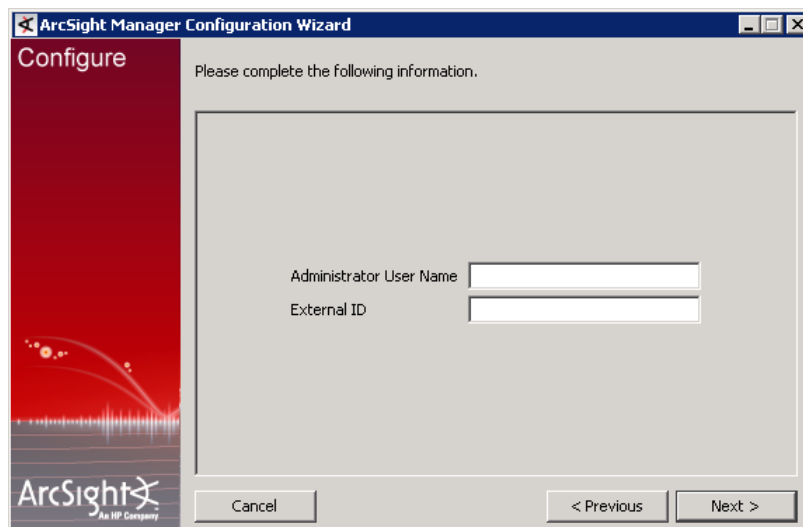 ArcSight Manager Configuration Wizard
Configure
Please complete the following information.
Administrator User Name
External ID
ArcSight
An HP Company
Cancel
< Previous
Next >